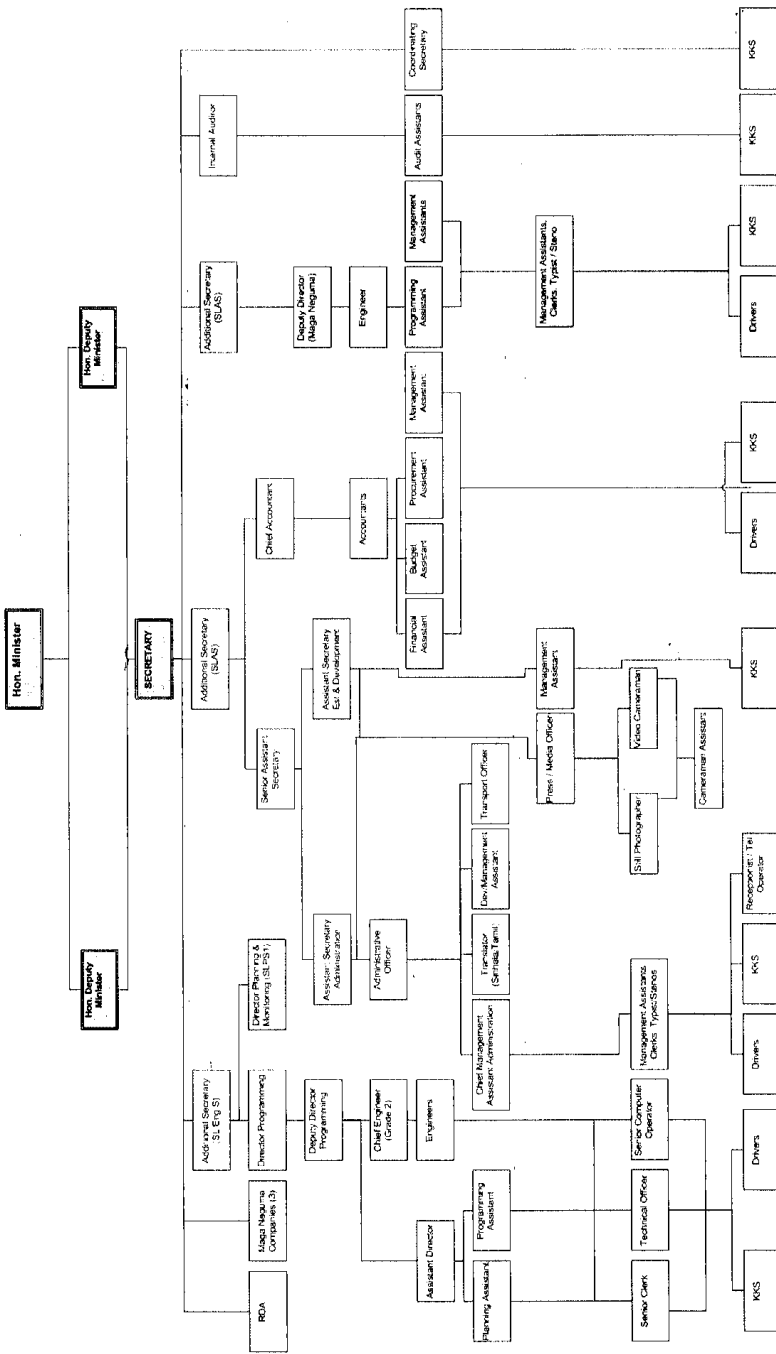 Hon. Minister
Hon. Deputy
Minister
Hon. Deputy
Minister
SECRETARY
RDA
Maga Neguma
Companies (3)
Additional Secretary
(SL Eng S)
Additional Secretary
(SLAS)
Additional Secretary
(SLAS)
Internal Auditor
Director Programming
Director Planning &
Monitoring (SLPS1)
Senior Assistant
Secretary
Chief Accountant
Deputy Director
Programming
Assistant Secretary
Administration
Assistant Secretary
Est & Development
Accountants
Deputy Director
(Maga Neguma)
Chief Engineer
(Grade 2)
Administrative
Officer
Engineer
Assistant Director
Engineers
Financial
Assistant
Budget
Assistant
Procurement
Assistant
Management
Assistant
Programming
Assistant
Management
Assistants
Audit Assistants
Coordinating
Secretary
Planning Assistant
Programming
Assistant
Chief Management
Assistant Administration
Translator
(Sinhala/Tamil)
Dev/Management
Assistant
Transport Officer
Press / Media Officer
Management
Assistant
Management Assistants,
Clerks, Typist / Steno
Senior Clerk
Technical Officer
Senior Computer
Operator
Management Assistants
Clerks, Typist/Stenos
Still Photographer
Video Cameraman
Cameraman Assistant
KKS
Drivers
Drivers
KKS
Receptionist / Tel
Operator
KKS
Drivers
KKS
Drivers
KKS
KKS
KKS